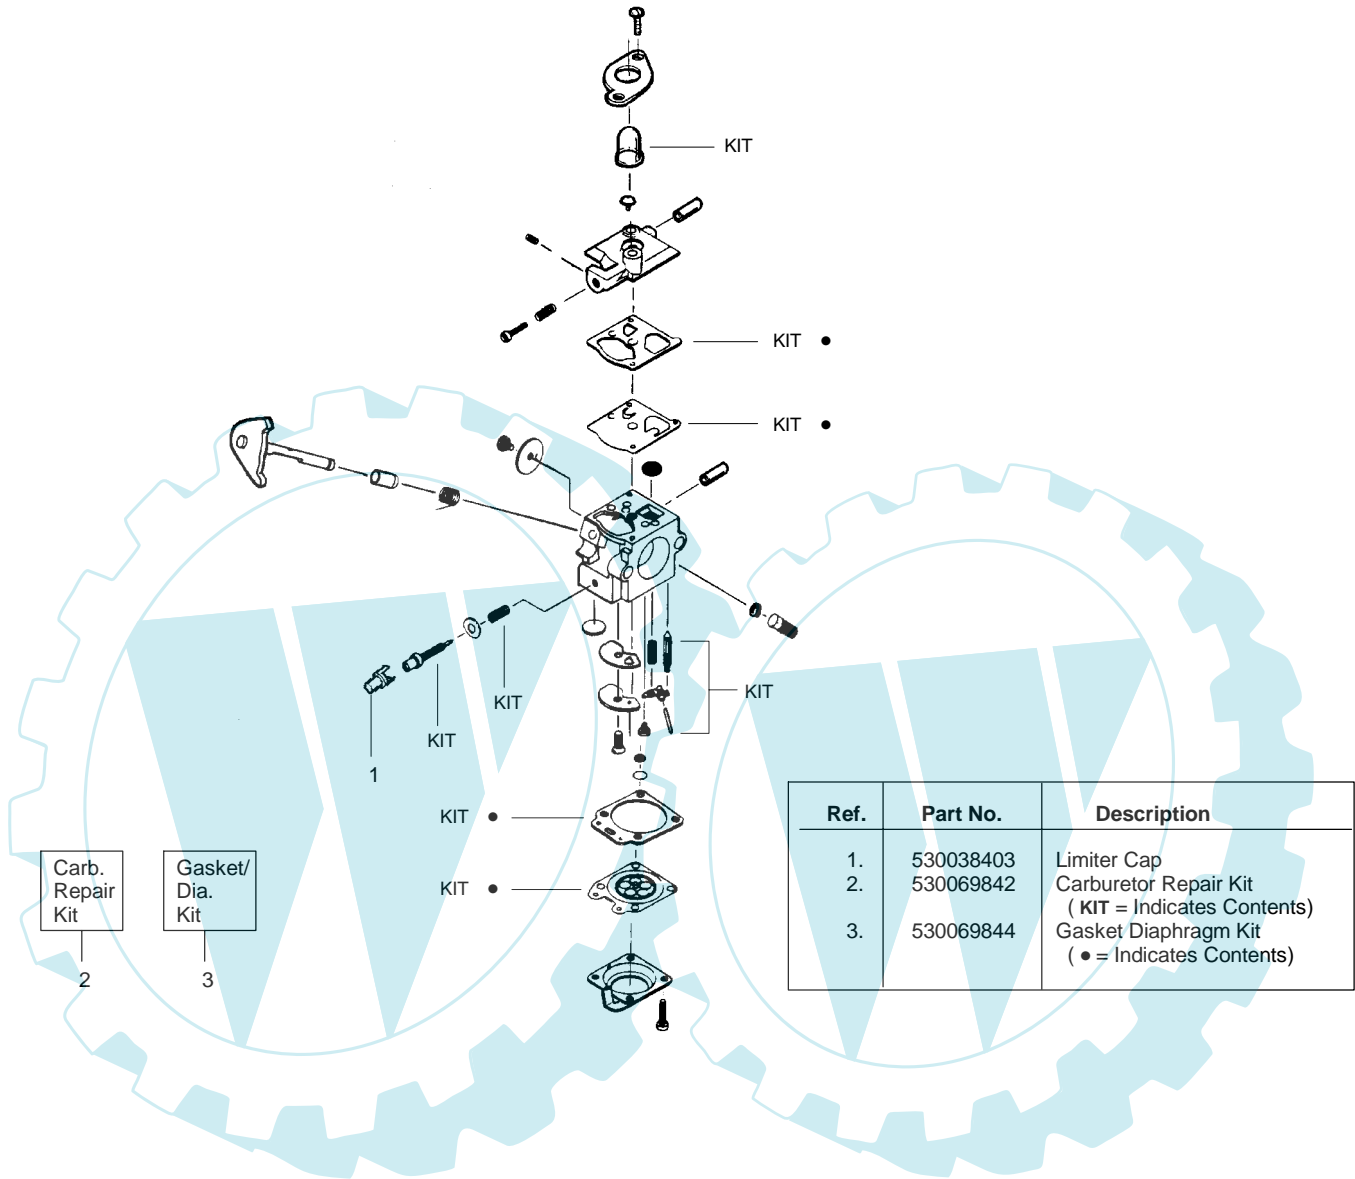 KIT
KIT ●
KIT ●
KIT
KIT
KIT
1
KIT ●
KIT ●
Carb.
Repair
Kit
2
Gasket/
Dia.
Kit
3
Ref. Part No. Description
1. 530038403 Limiter Cap
2. 530069842 Carburetor Repair Kit
( KIT = Indicates Contents)
3. 530069844 Gasket Diaphragm Kit
( ● = Indicates Contents)